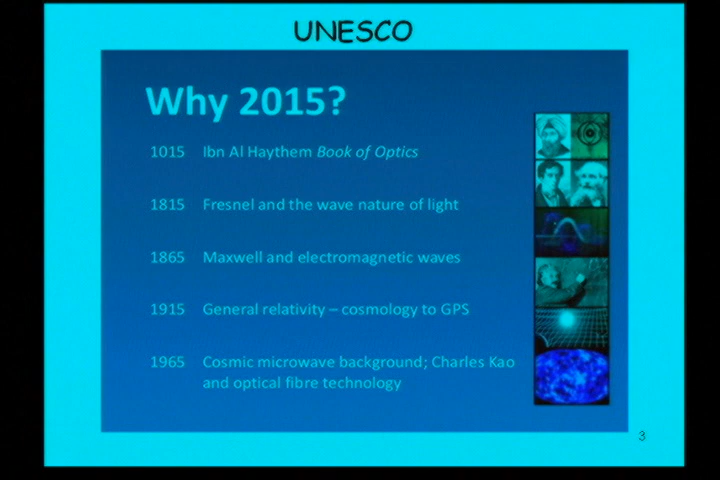 UNESCO
Why 2015?
1015 Ibn Al Haythem Book of Optics
1815 Fresnel and the wave nature of light
1865 Maxwell and electromagnetic waves
1915 General relativity – cosmology to GPS
1965 Cosmic microwave background; Charles Kao
and optical fibre technology
3